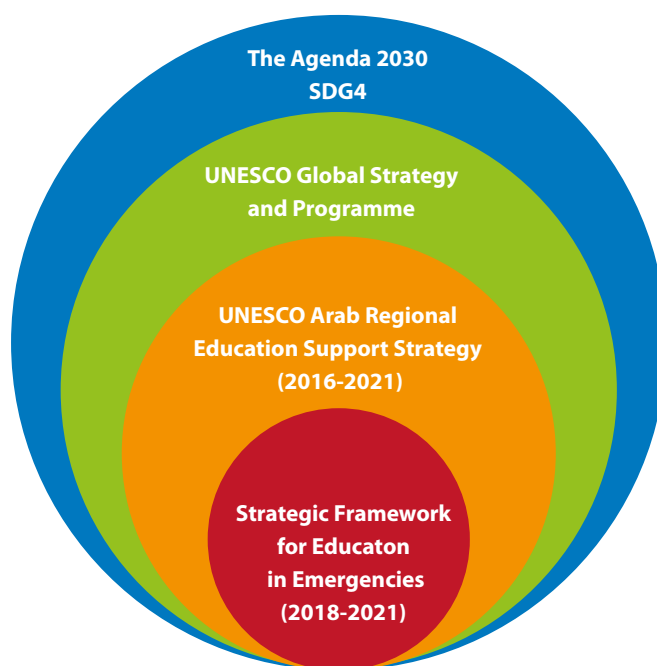 The Agenda 2030
SDG4
UNESCO Global Strategy
and Programme
UNESCO Arab Regional
Education Support Strategy
(2016-2021)
Strategic Framework
for Educaton
in Emergencies
(2018-2021)